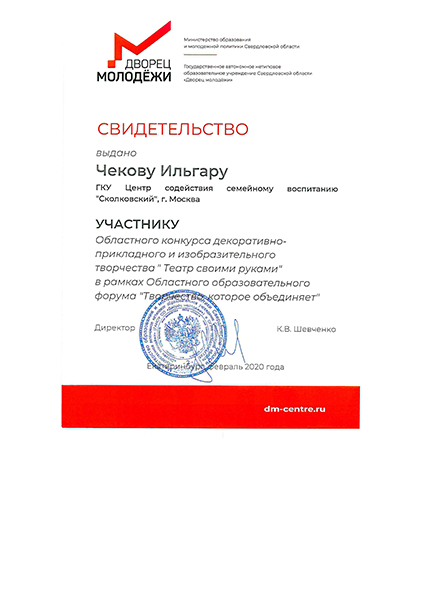 ДВОРЕЦ
МОЛОДЁЖИ
Министерство образования
и молодежной политики Свердловской области
Государственное автономное нетиповое
образовательное учреждение Свердловской области
«Дворец молодёжи»
СВИДЕТЕЛЬСТВО
выдано
Чекову Ильгару
ГКУ Центр содействия семейному воспитанию
"Сколковский", г. Москва
УЧАСТНИКУ
Областного конкурса декоративно-
прикладного и изобразительного
творчества " Театр своими руками"
в рамках Областного образовательного
форума "Творчество, которое объединяет"
Директор
К.В. Шевченко
Екатеринбург, февраль 2020 года
dm-centre.ru